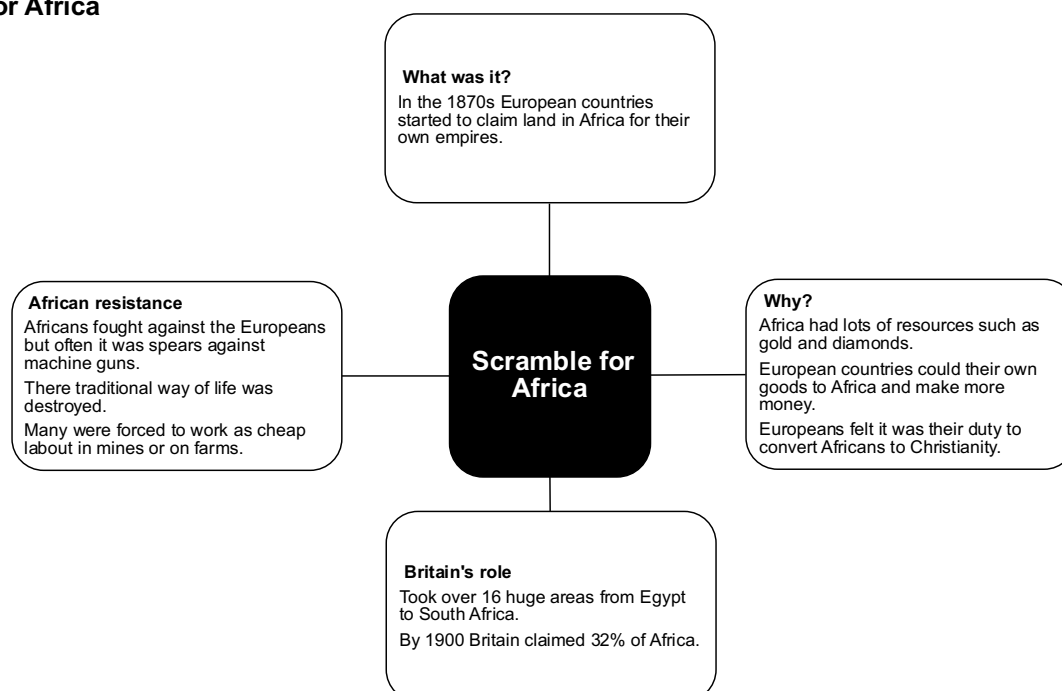 or Africa
What was it?
In the 1870s European countries
started to claim land in Africa for their
own empires.
African resistance
Africans fought against the Europeans
but often it was spears against
machine guns.
There traditional way of life was
destroyed.
Many were forced to work as cheap
labout in mines or on farms.
Scramble for
Africa
Why?
Africa had lots of resources such as
gold and diamonds.
European countries could their own
goods to Africa and make more
money.
Europeans felt it was their duty to
convert Africans to Christianity.
Britain's role
Took over 16 huge areas from Egypt
to South Africa.
By 1900 Britain claimed 32% of Africa.